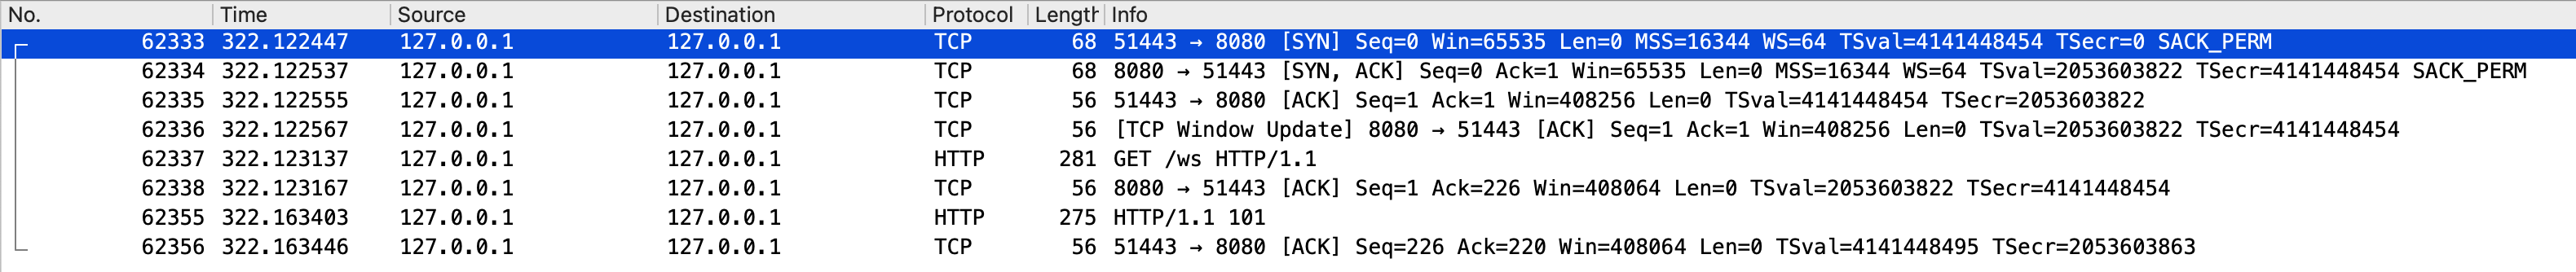 No. Time Source Destination Protocol Length Info
62333 322.122447 127.0.0.1 127.0.0.1 TCP 68 51443 → 8080 [SYN] Seq=0 Win=65535 Len=0 MSS=16344 WS=64 TSval=4141448454 TSecr=0 SACK_PERM
62334 322.122537 127.0.0.1 127.0.0.1 TCP 68 8080 → 51443 [SYN, ACK] Seq=0 Ack=1 Win=65535 Len=0 MSS=16344 WS=64 TSval=2053603822 TSecr=4141448454 SACK_PERM
62335 322.122555 127.0.0.1 127.0.0.1 TCP 56 51443 → 8080 [ACK] Seq=1 Ack=1 Win=408256 Len=0 TSval=4141448454 TSecr=2053603822
62336 322.122567 127.0.0.1 127.0.0.1 TCP 56 [TCP Window Update] 8080 → 51443 [ACK] Seq=1 Ack=1 Win=408256 Len=0 TSval=2053603822 TSecr=4141448454
62337 322.123137 127.0.0.1 127.0.0.1 HTTP 281 GET /ws HTTP/1.1
62338 322.123167 127.0.0.1 127.0.0.1 TCP 56 8080 → 51443 [ACK] Seq=1 Ack=226 Win=408064 Len=0 TSval=2053603822 TSecr=4141448454
62355 322.163403 127.0.0.1 127.0.0.1 HTTP 275 HTTP/1.1 101
62356 322.163446 127.0.0.1 127.0.0.1 TCP 56 51443 → 8080 [ACK] Seq=226 Ack=220 Win=408064 Len=0 TSval=4141448495 TSecr=2053603863